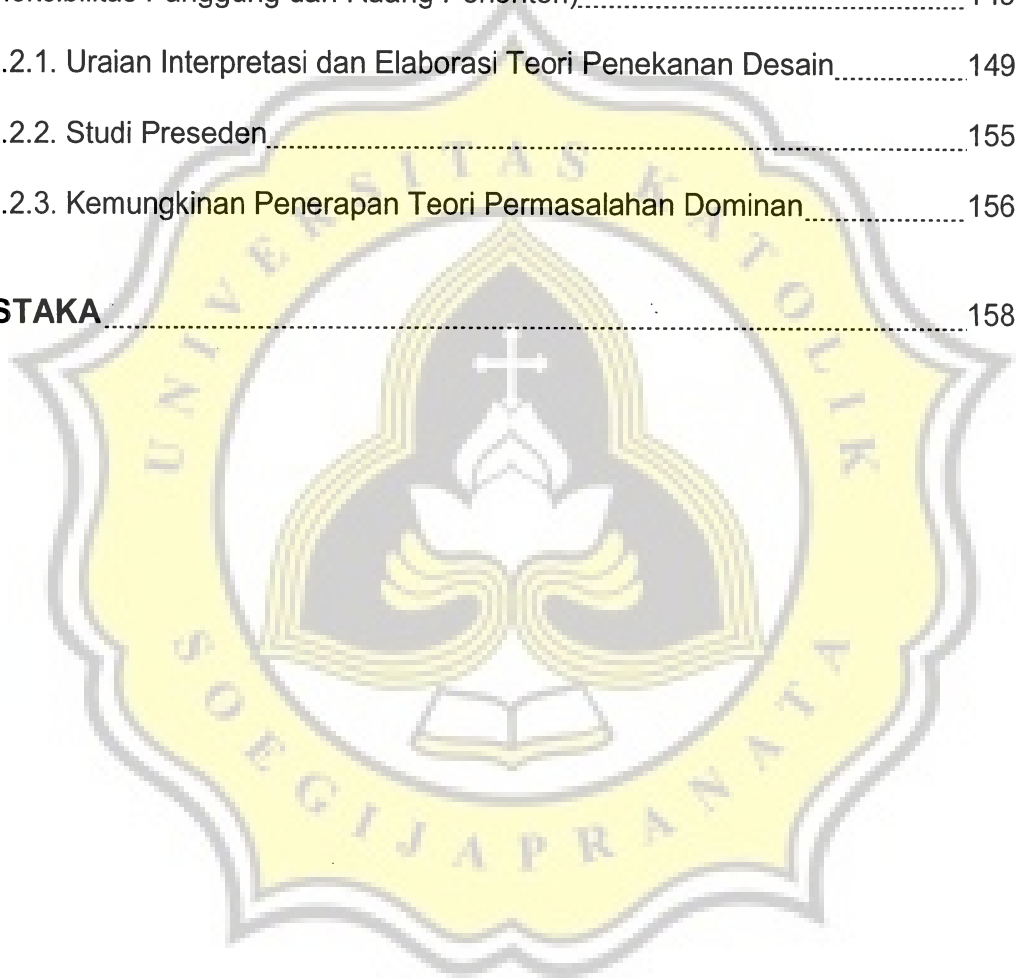 .2.1. Uraian Interpretasi dan Elaborasi Teori Penekanan Desain 149
.2.2. Studi Preseden 155
.2.3. Kemungkinan Penerapan Teori Permasalahan Dominan 156
STAKA 158
UNIVERSITAS KATOLIK
SOEGIJAPRANATA